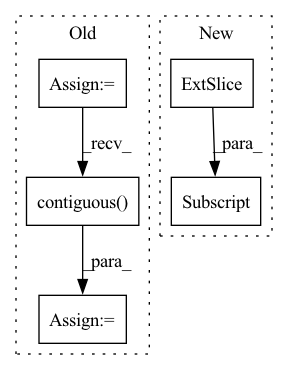 Old
New
Assign:=
ExtSlice
_recv_
_para_
contiguous()
Subscript
_para_
Assign:=